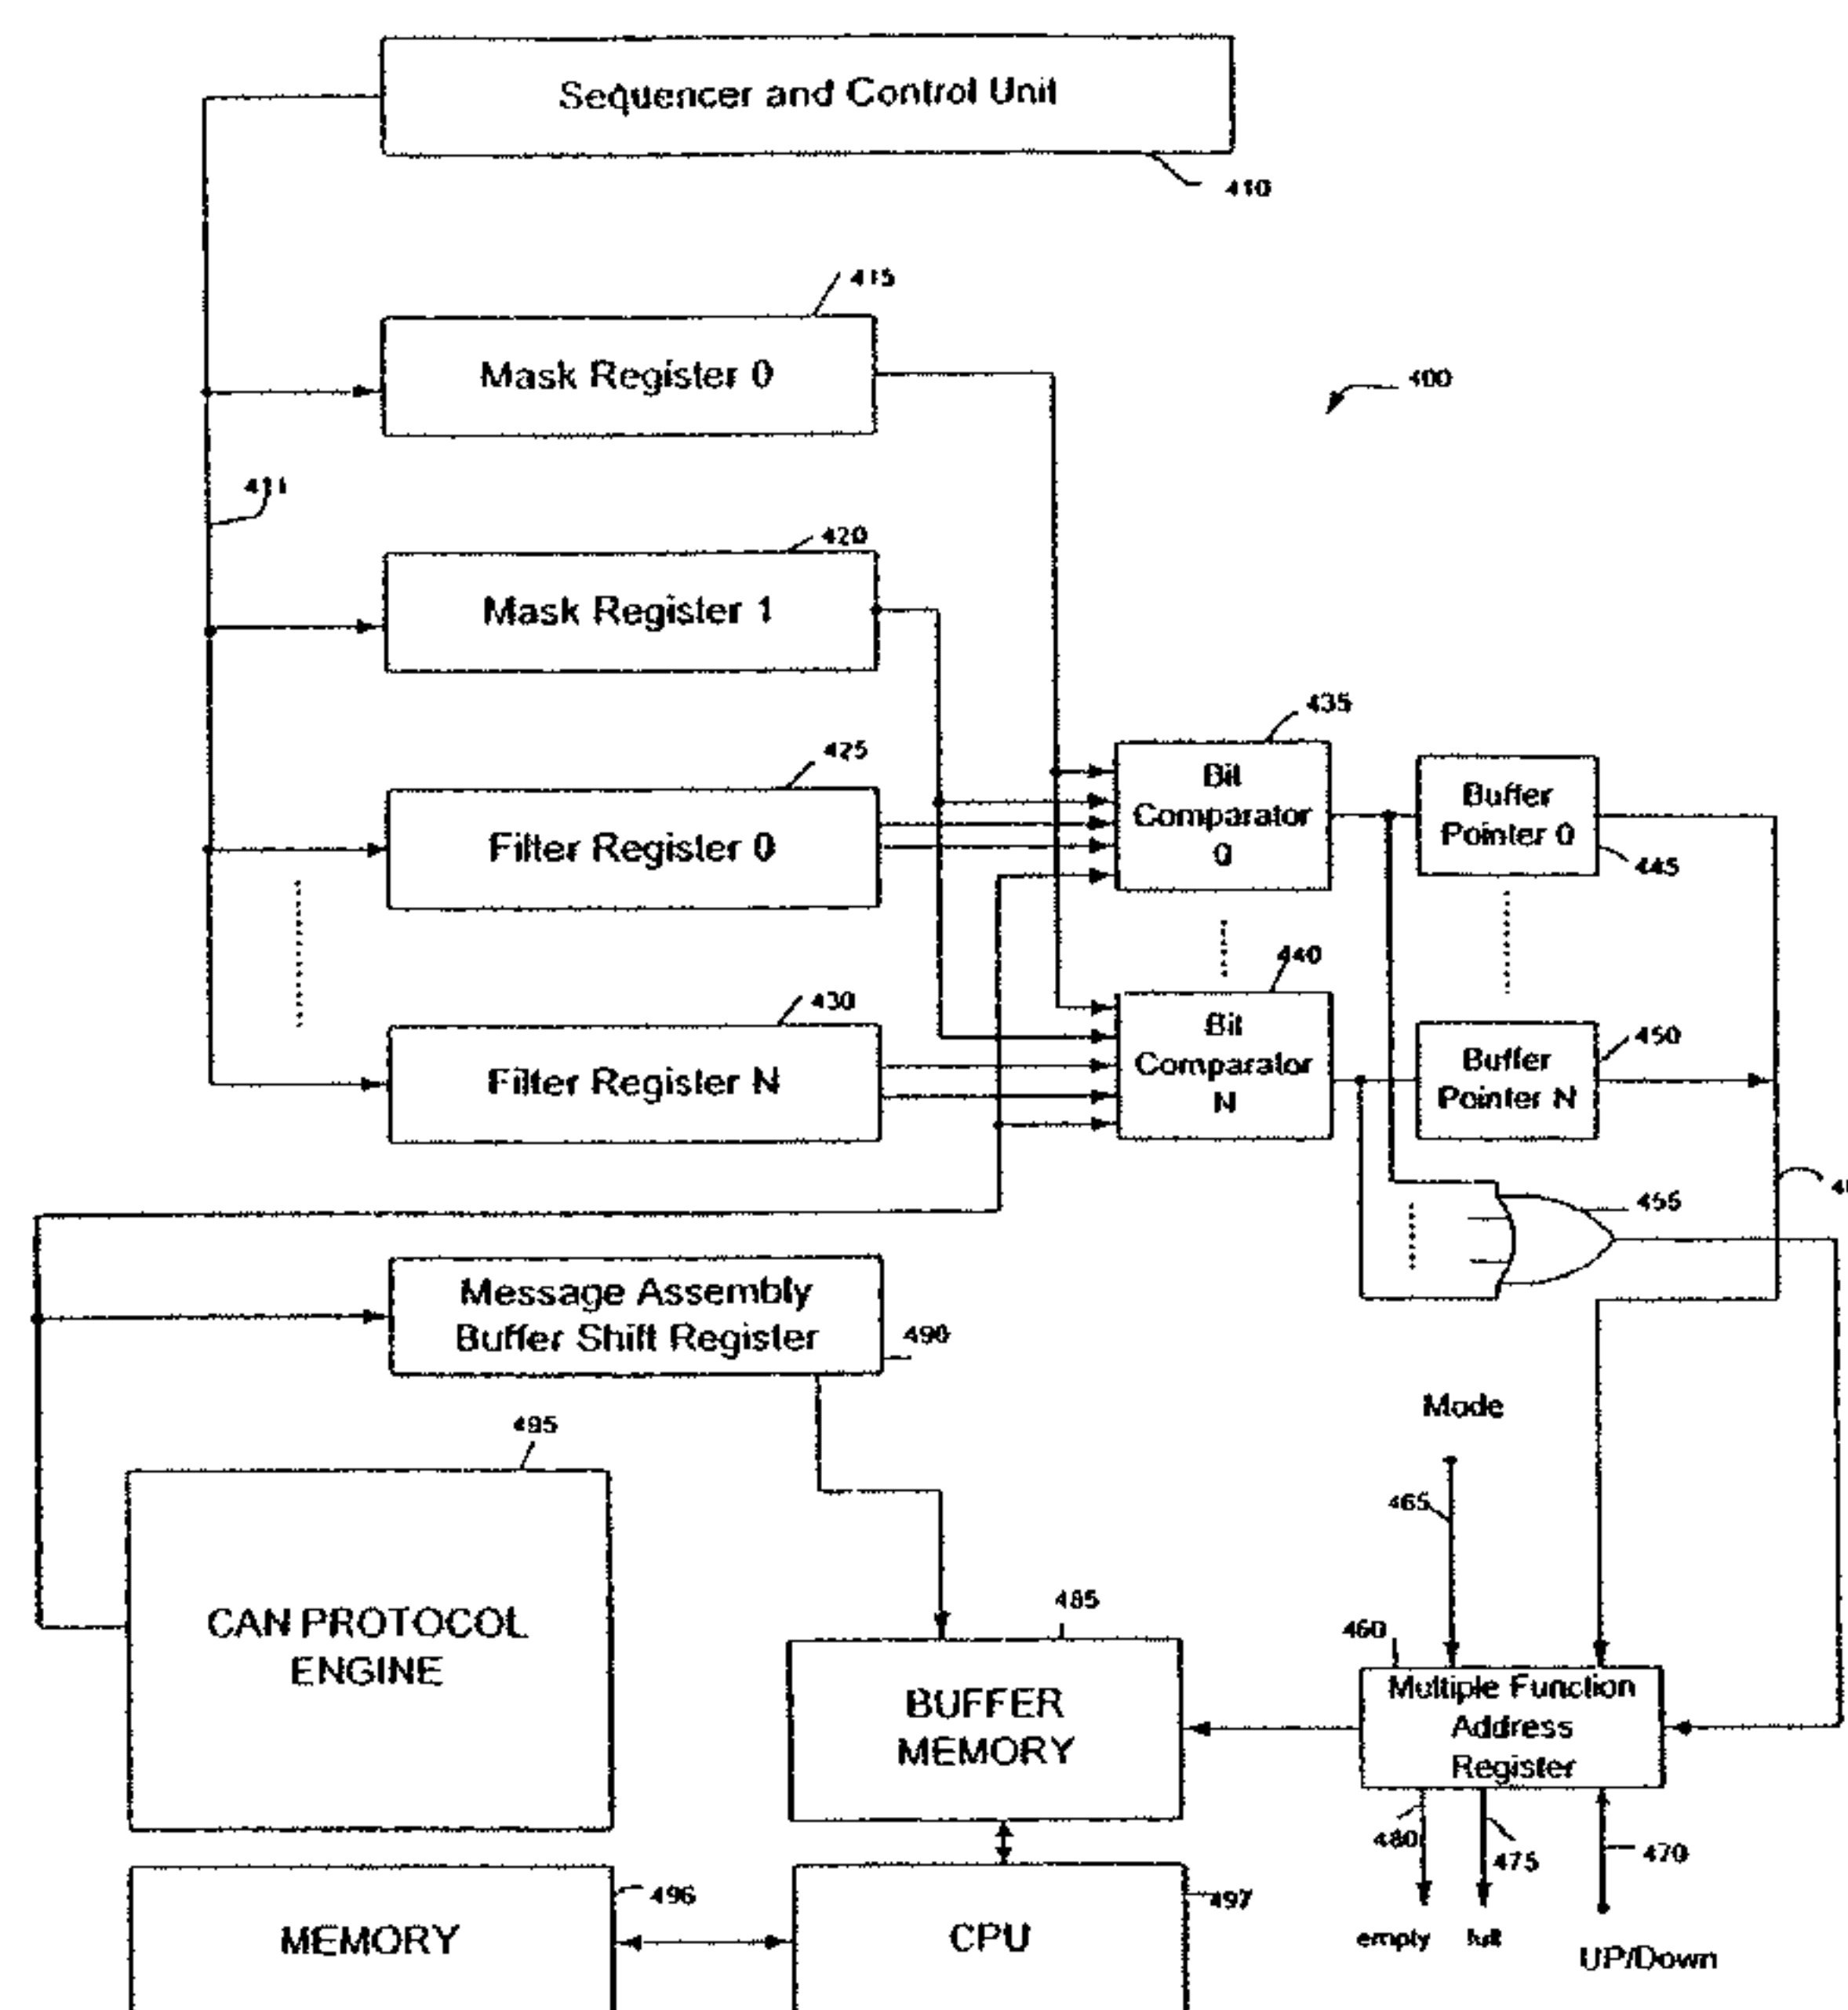 Sequencer and Control Unit
410
415
Mask Register 0
400
411
420
Mask Register 1
435
425
Bit
Comparator
0
Buffer
Pointer 0
Filter Register 0
445
440
430
Bit
Comparator
N
450
Buffer
Pointer N
Filter Register N
455
Message Assembly
Buffer Shift Register
490
Mode
495
465
CAN PROTOCOL
ENGINE
485
460
BUFFER
MEMORY
Multiple Function
Address
Register
480
475
470
496
497
MEMORY
CPU
empty
full
UP/Down